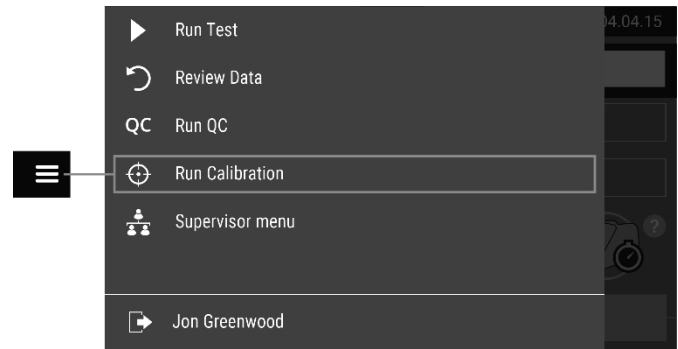 Run Test
04.04.15
Review Data
QC Run QC
Run Calibration
Supervisor menu
?
Jon Greenwood